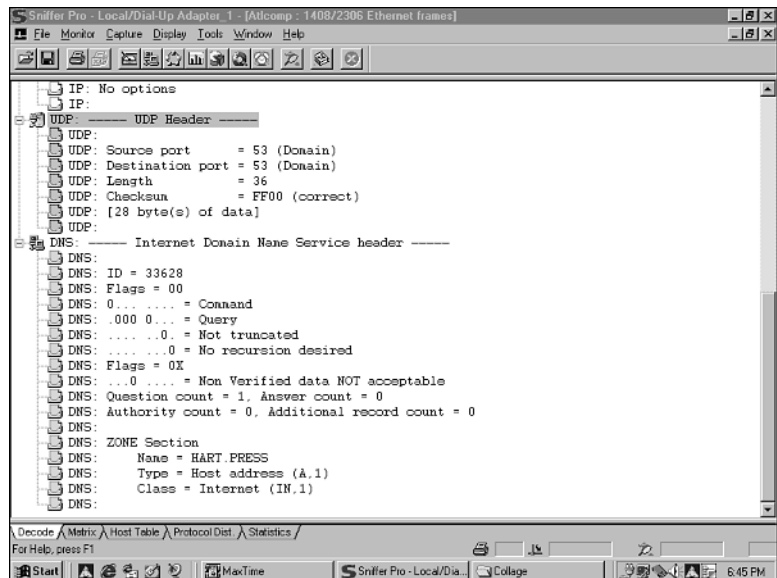 Sniffer Pro - Local/Dial-Up Adapter_1 - [Atlcomp : 1408/2306 Ethernet frames]
File Monitor Capture Display Tools Window Help
IP: No options
IP:
UDP: ----- UDP Header -----
UDP:
UDP: Source port = 53 (Domain)
UDP: Destination port = 53 (Domain)
UDP: Length = 36
UDP: Checksum = FF00 (correct)
UDP: [28 byte(s) of data]
UDP:
DNS: ----- Internet Domain Name Service header -----
DNS:
DNS: ID = 33628
DNS: Flags = 00
DNS: 0... .... = Command
DNS: .000 0... = Query
DNS: .... ..0. = Not truncated
DNS: .... ...0 = No recursion desired
DNS: Flags = 0X
DNS: ...0 .... = Non Verified data NOT acceptable
DNS: Question count = 1, Answer count = 0
DNS: Authority count = 0, Additional record count = 0
DNS:
DNS: ZONE Section
DNS: Name = HART.PRESS
DNS: Type = Host address (A,1)
DNS: Class = Internet (IN,1)
DNS:
Decode Matrix Host Table Protocol Dist. Statistics
For Help, press F1
Start MaxTime Sniffer Pro - Local/Dia... Collage 6:45 PM